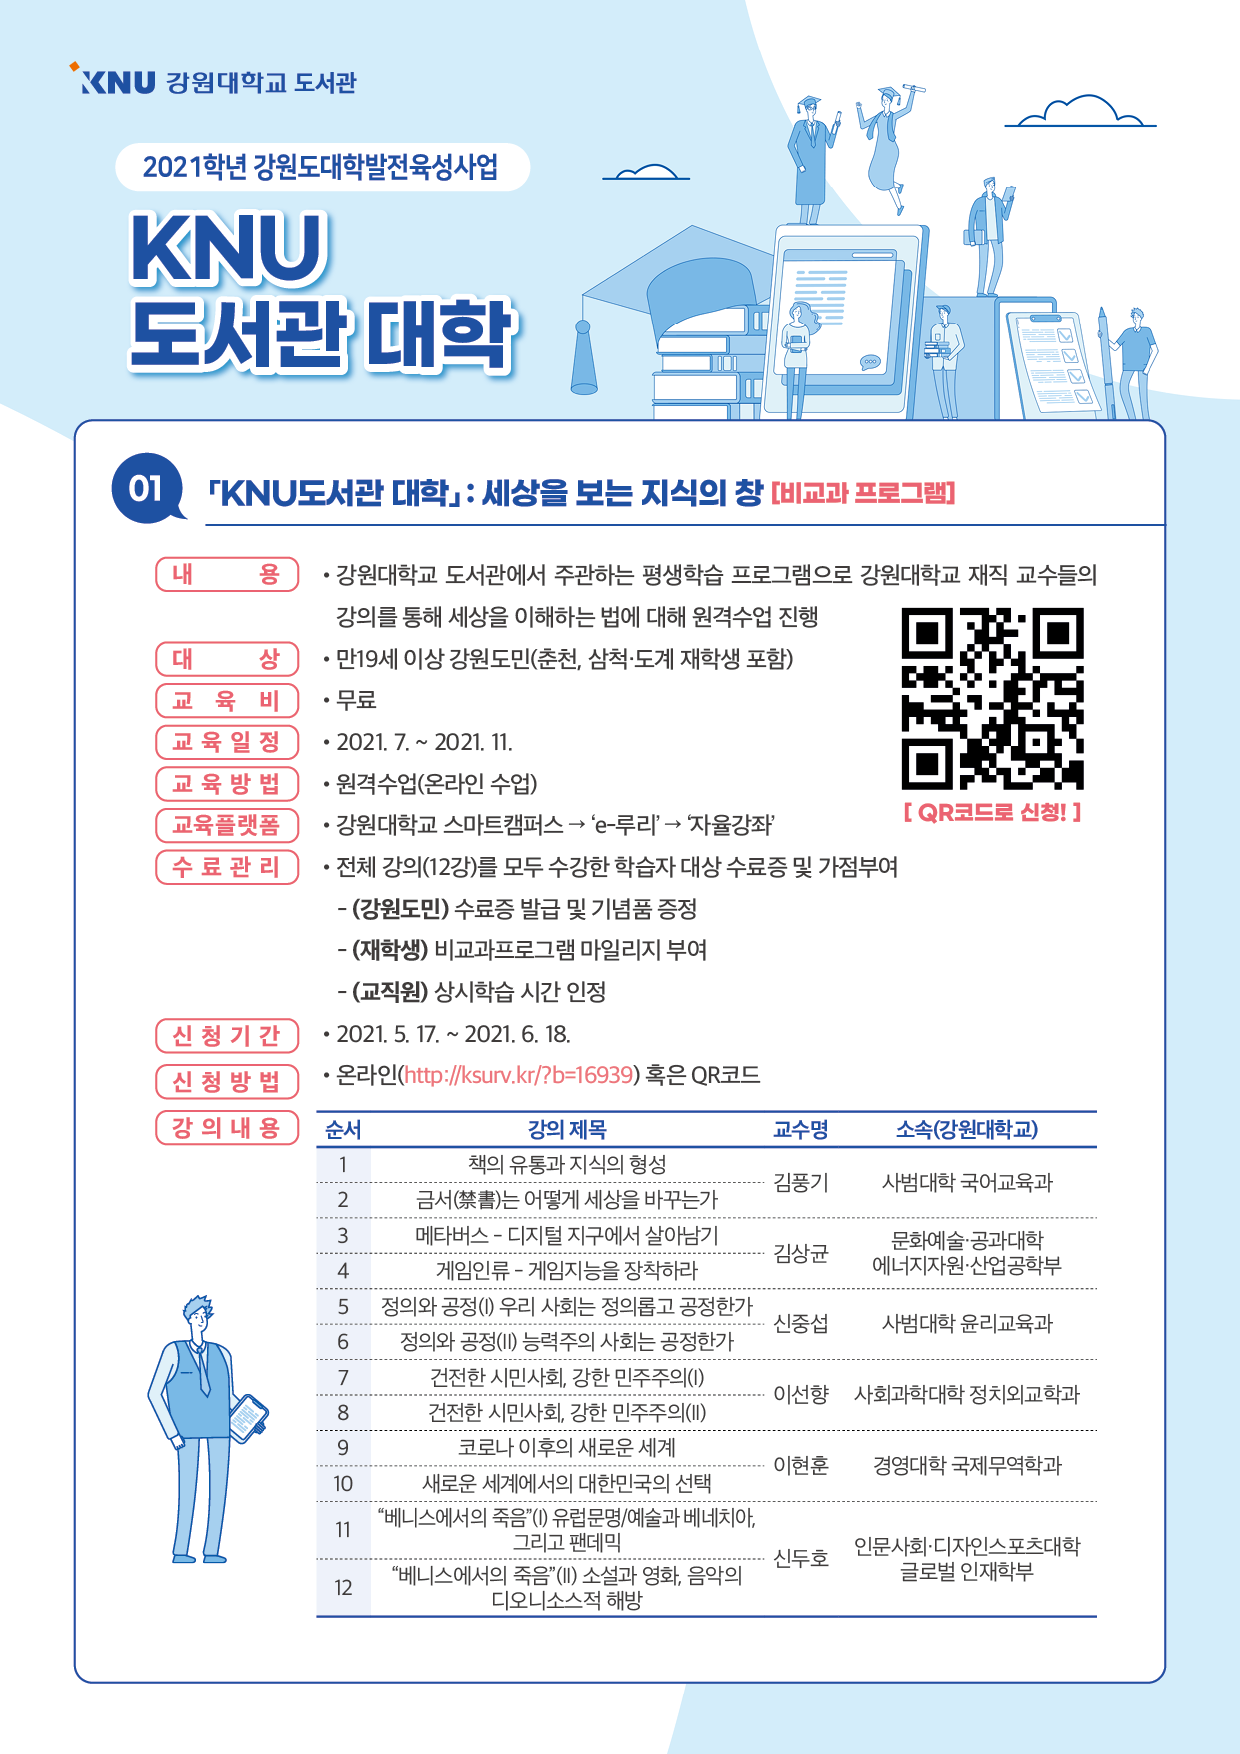 KNU 강원대학교 도서관
2021학년 강원도대학발전육성사업
KNU
도서관 대학
01 「KNU도서관 대학」: 세상을 보는 지식의 창 [비교과 프로그램]
내 용 • 강원대학교 도서관에서 주관하는 평생학습 프로그램으로 강원대학교 재직 교수들의
강의를 통해 세상을 이해하는 법에 대해 원격수업 진행
대 상 • 만19세 이상 강원도민(춘천, 삼척·도계 재학생 포함)
교 육 비 • 무료
교 육 일 정 • 2021. 7. ~ 2021. 11.
교 육 방 법 • 원격수업(온라인 수업)
교육플랫폼 • 강원대학교 스마트캠퍼스 → ‘e-루리’ → ‘자율강좌’
[ QR코드로 신청! ]
수 료 관 리 • 전체 강의(12강)를 모두 수강한 학습자 대상 수료증 및 가점부여
- (강원도민) 수료증 발급 및 기념품 증정
- (재학생) 비교과프로그램 마일리지 부여
- (교직원) 상시학습 시간 인정
신 청 기 간 • 2021. 5. 17. ~ 2021. 6. 18.
신 청 방 법 • 온라인(http://ksurv.kr/?b=16939) 혹은 QR코드
강 의 내 용
순서 강의 제목 교수명 소속(강원대학교)
1 책의 유통과 지식의 형성
김풍기 사범대학 국어교육과
2 금서(禁書)는 어떻게 세상을 바꾸는가
3 메타버스 - 디지털 지구에서 살아남기
김상균 문화예술·공과대학
에너지자원·산업공학부
4 게임인류 - 게임지능을 장착하라
5 정의와 공정(I) 우리 사회는 정의롭고 공정한가
신중섭 사범대학 윤리교육과
6 정의와 공정(II) 능력주의 사회는 공정한가
7 건전한 시민사회, 강한 민주주의(I)
이선향 사회과학대학 정치외교학과
8 건전한 시민사회, 강한 민주주의(II)
9 코로나 이후의 새로운 세계
이현훈 경영대학 국제무역학과
10 새로운 세계에서의 대한민국의 선택
11 “베니스에서의 죽음”(I) 유럽문명/예술과 베네치아,
그리고 팬데믹
신두호 인문사회·디자인스포츠대학
글로벌 인재학부
12 “베니스에서의 죽음”(II) 소설과 영화, 음악의
디오니소스적 해방